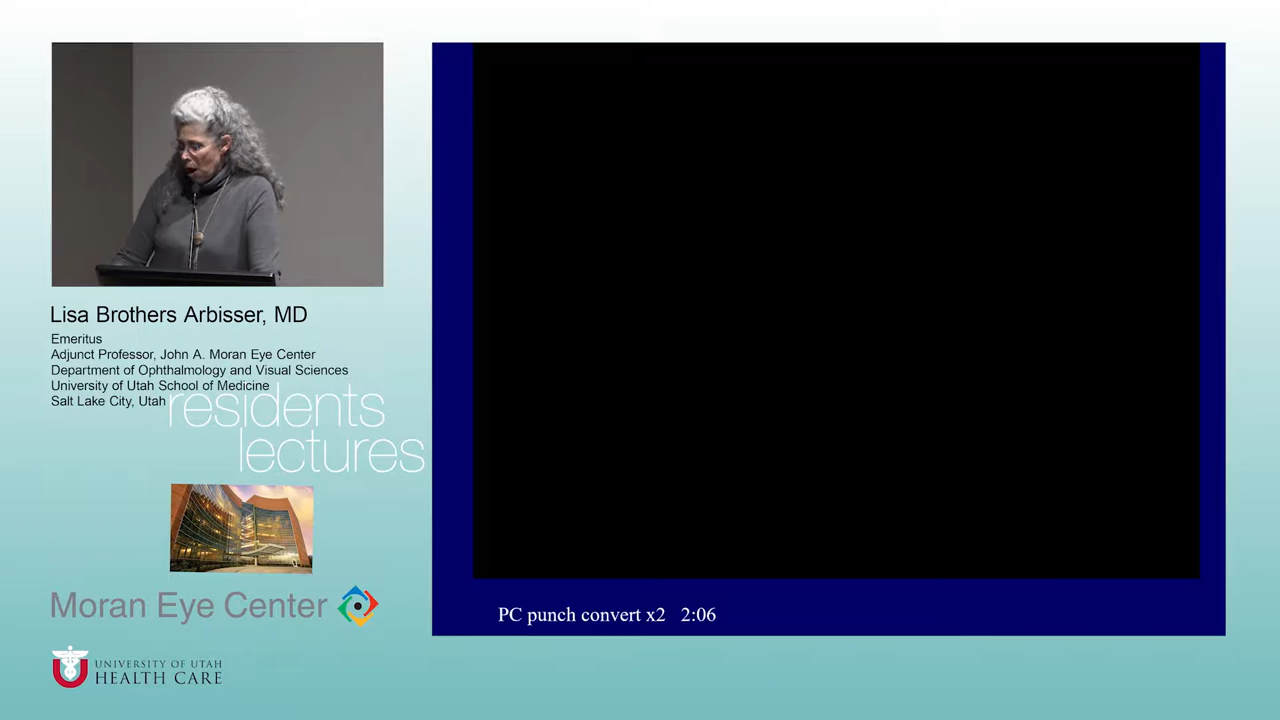 Lisa Brothers Arbisser, MD
Emeritus
Adjunct Professor, John A. Moran Eye Center
Department of Ophthalmology and Visual Sciences
University of Utah School of Medicine
Salt Lake City, Utah
residents
lectures
Moran Eye Center
UNIVERSITY OF UTAH
HEALTH CARE
PC punch convert x2 2:06